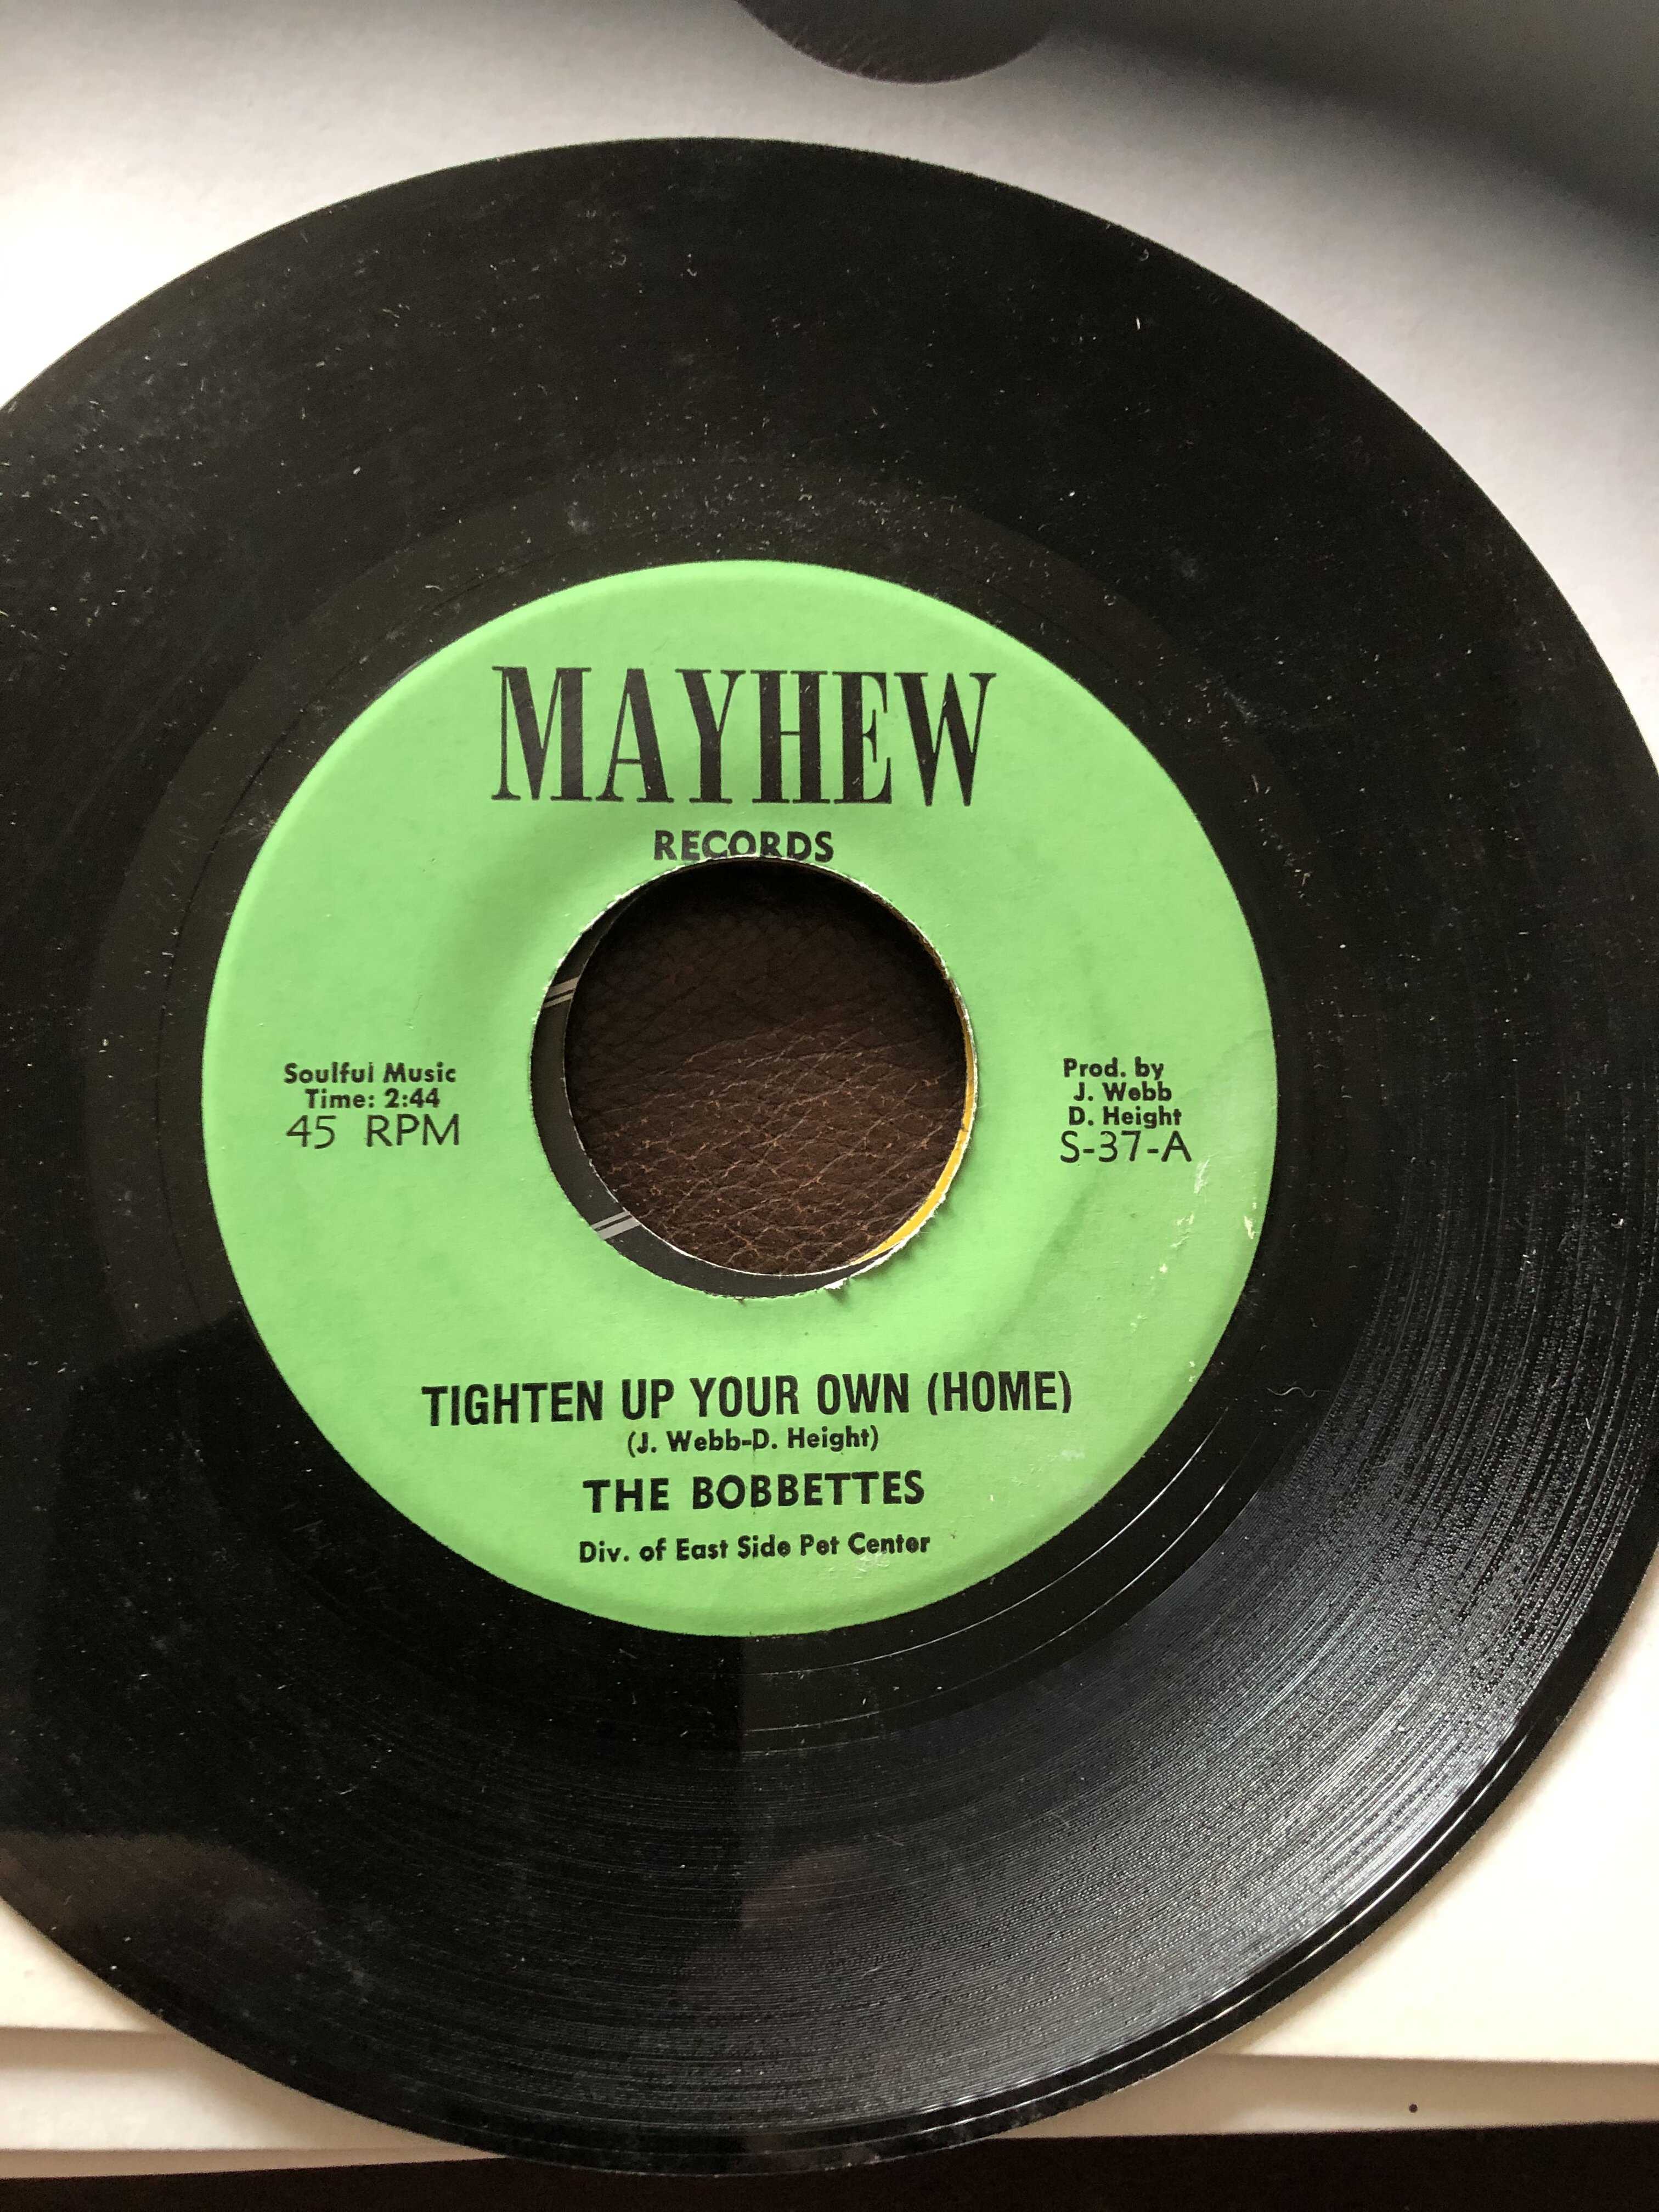 MAYHEW
RECORDS
Soulful Music
Time: 2:44
45 RPM
Prod. by
J. Webb
D. Height
S-37-A
TIGHTEN UP YOUR OWN (HOME)
(J. Webb-D. Height)
THE BOBBETTES
Div. of East Side Pet Center